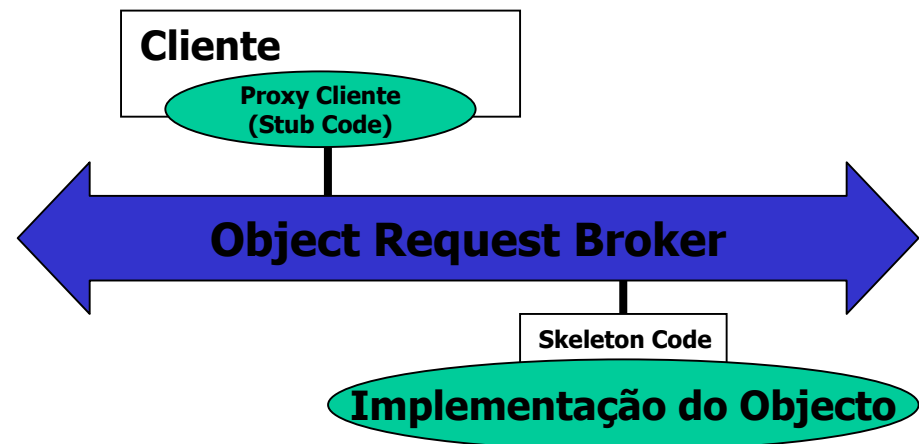 Cliente
Proxy Cliente
(Stub Code)
Object Request Broker
Skeleton Code
Implementação do Objecto